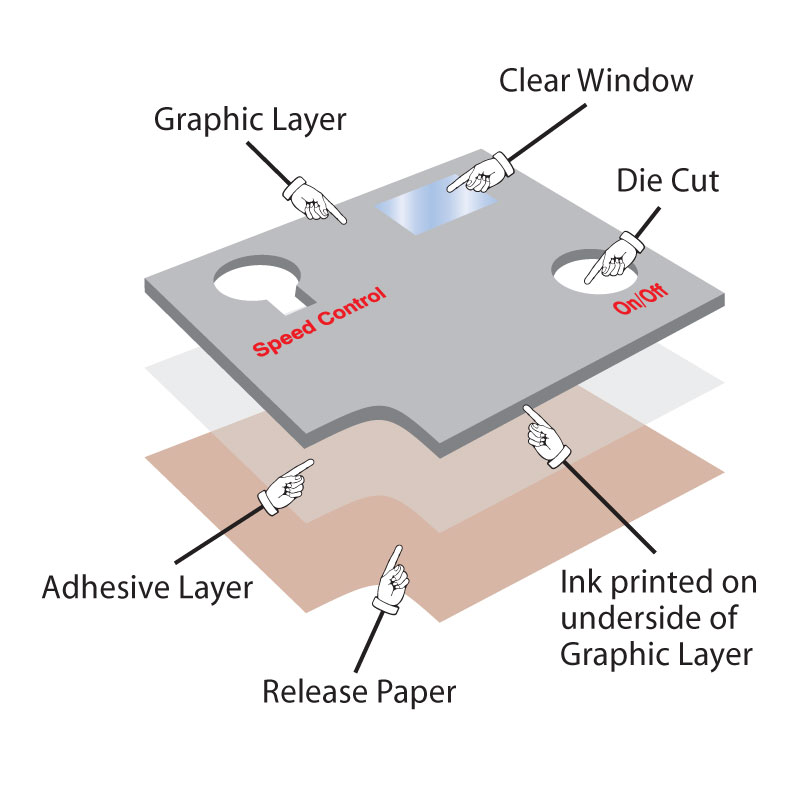 Clear Window
Graphic Layer
Die Cut
Speed Control
On/Off
Adhesive Layer
Ink printed on
underside of
Graphic Layer
Release Paper